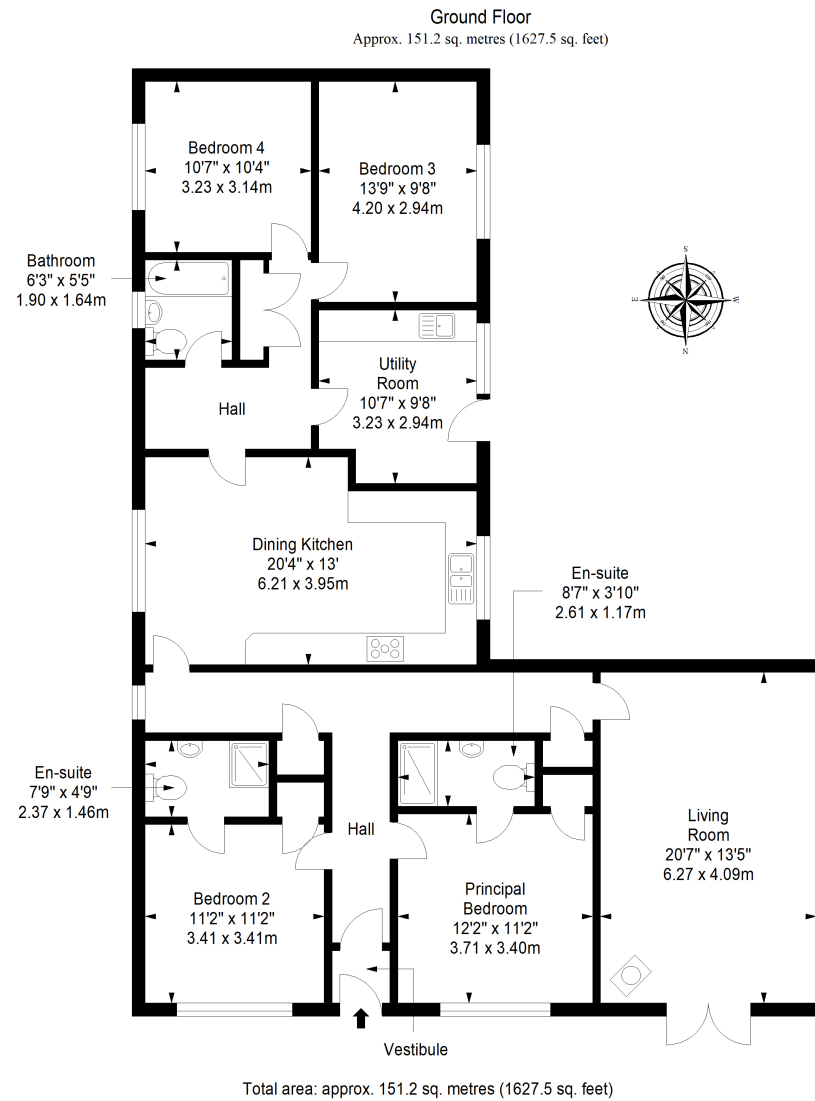 Ground Floor
Approx. 151.2 sq. metres (1627.5 sq. feet)
Bedroom 4
10'7" x 10'4"
3.23 x 3.14m
Bedroom 3
13'9" x 9'8"
4.20 x 2.94m
Bathroom
6'3" x 5'5"
1.90 x 1.64m
S
E
W
N
Utility
Room
10'7" x 9'8"
3.23 x 2.94m
Hall
Dining Kitchen
20'4" x 13'
6.21 x 3.95m
En-suite
8'7" x 3'10"
2.61 x 1.17m
En-suite
7'9" x 4'9"
2.37 x 1.46m
Hall
Living
Room
20'7" x 13'5"
6.27 x 4.09m
Bedroom 2
11'2" x 11'2"
3.41 x 3.41m
Principal
Bedroom
12'2" x 11'2"
3.71 x 3.40m
Vestibule
Total area: approx. 151.2 sq. metres (1627.5 sq. feet)